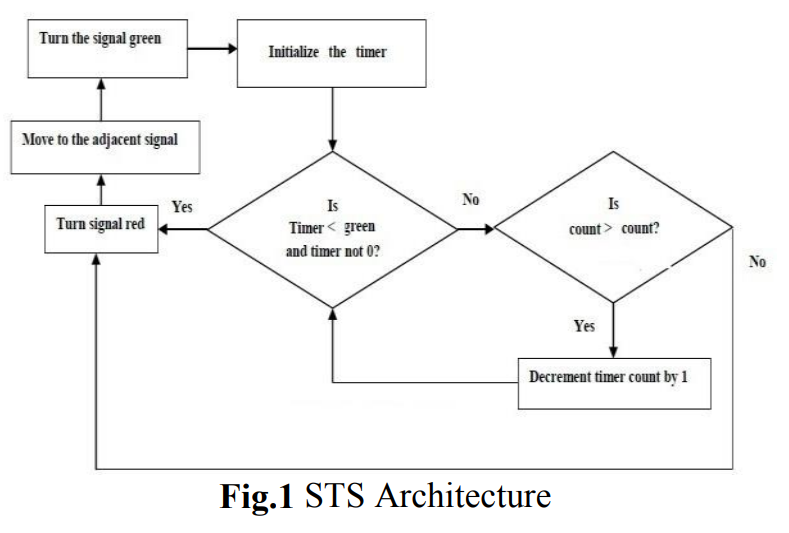 Turn the signal green
Initialize the timer
Move to the adjacent signal
Turn signal red
Yes
Is
Timer < green
and timer not 0?
No
Is
count > count?
No
Yes
Decrement timer count by 1
Fig.1 STS Architecture